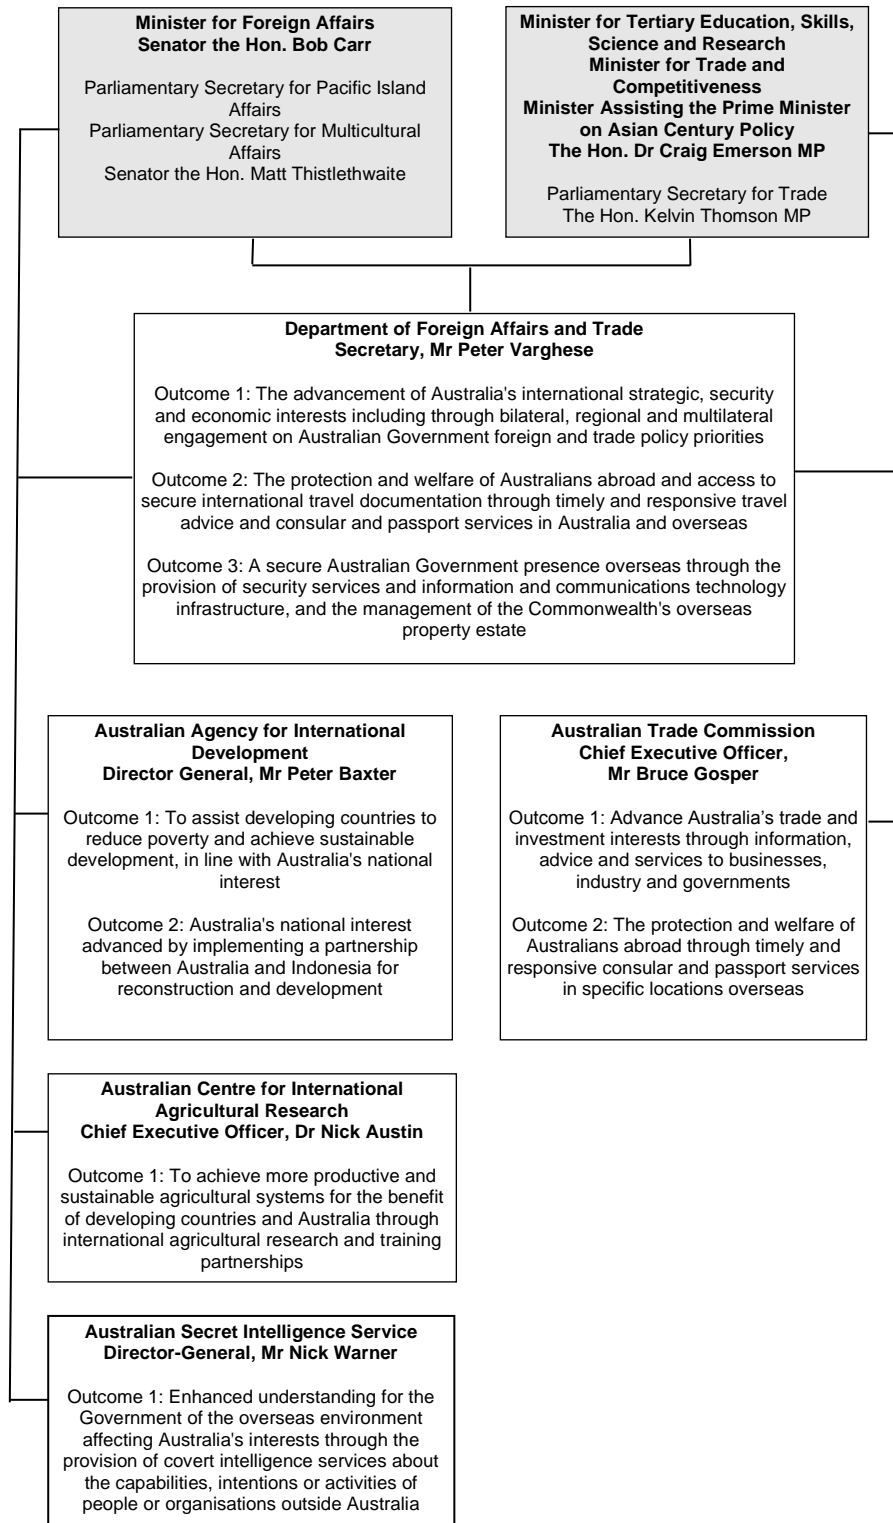 Minister for Foreign Affairs
Senator the Hon. Bob Carr
Parliamentary Secretary for Pacific Island
Affairs
Parliamentary Secretary for Multicultural
Affairs
Senator the Hon. Matt Thistlethwaite
Minister for Tertiary Education, Skills,
Science and Research
Minister for Trade and
Competitiveness
Minister Assisting the Prime Minister
on Asian Century Policy
The Hon. Dr Craig Emerson MP
Parliamentary Secretary for Trade
The Hon. Kelvin Thomson MP
Department of Foreign Affairs and Trade
Secretary, Mr Peter Varghese
Outcome 1: The advancement of Australia's international strategic, security
and economic interests including through bilateral, regional and multilateral
engagement on Australian Government foreign and trade policy priorities
Outcome 2: The protection and welfare of Australians abroad and access to
secure international travel documentation through timely and responsive travel
advice and consular and passport services in Australia and overseas
Outcome 3: A secure Australian Government presence overseas through the
provision of security services and information and communications technology
infrastructure, and the management of the Commonwealth's overseas
property estate
Australian Agency for International
Development
Director General, Mr Peter Baxter
Outcome 1: To assist developing countries to
reduce poverty and achieve sustainable
development, in line with Australia's national
interest
Outcome 2: Australia's national interest
advanced by implementing a partnership
between Australia and Indonesia for
reconstruction and development
Australian Trade Commission
Chief Executive Officer,
Mr Bruce Gosper
Outcome 1: Advance Australia’s trade and
investment interests through information,
advice and services to businesses,
industry and governments
Outcome 2: The protection and welfare of
Australians abroad through timely and
responsive consular and passport services
in specific locations overseas
Australian Centre for International
Agricultural Research
Chief Executive Officer, Dr Nick Austin
Outcome 1: To achieve more productive and
sustainable agricultural systems for the benefit
of developing countries and Australia through
international agricultural research and training
partnerships
Australian Secret Intelligence Service
Director-General, Mr Nick Warner
Outcome 1: Enhanced understanding for the
Government of the overseas environment
affecting Australia's interests through the
provision of covert intelligence services about
the capabilities, intentions or activities of
people or organisations outside Australia